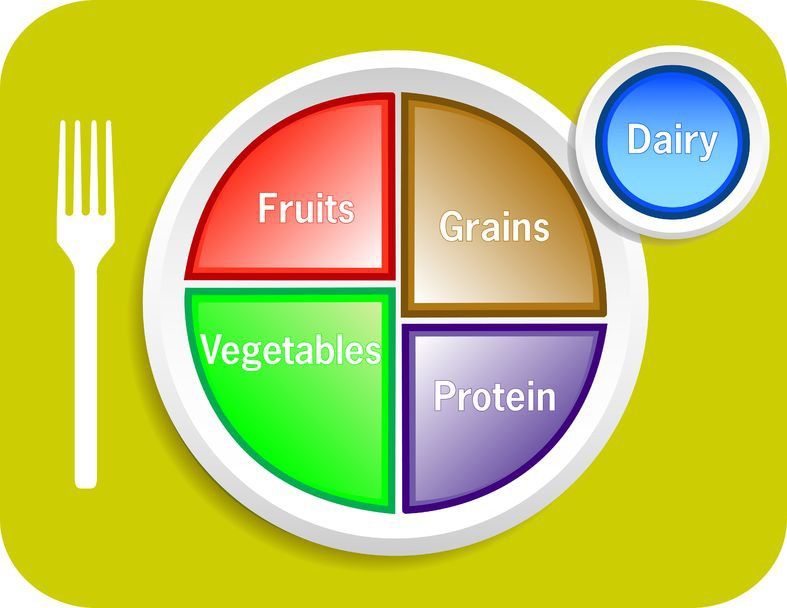 Dairy
Fruits
Grains
Vegetables
Protein